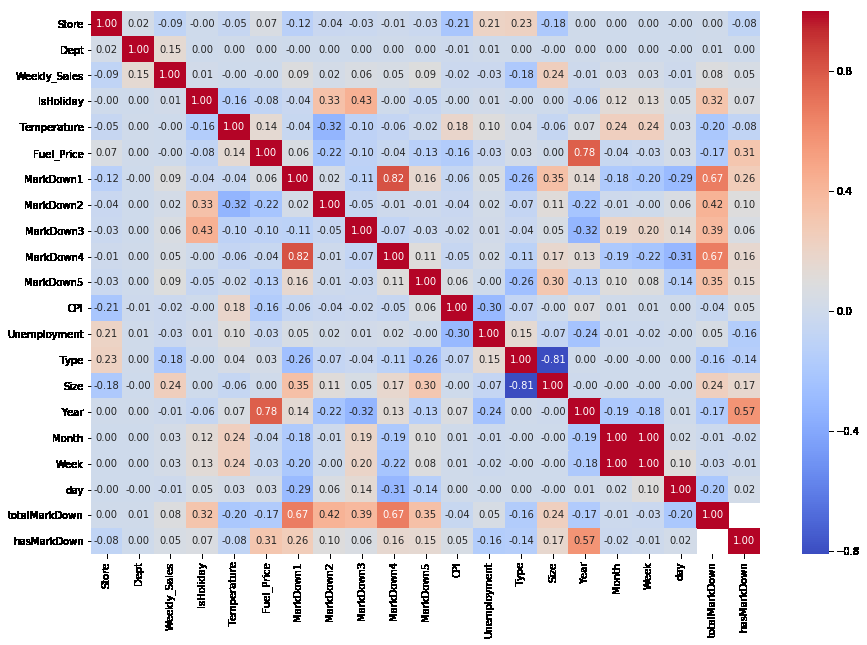 Store 1.00 0.02 -0.09 -0.00 -0.05 0.07 -0.12 -0.04 -0.03 -0.01 -0.03 -0.21 0.21 0.23 -0.18 0.00 0.00 0.00 -0.00 0.00 -0.08
Dept 0.02 1.00 0.15 0.00 0.00 0.00 -0.00 0.00 0.00 0.00 0.00 -0.01 0.01 0.00 -0.00 0.00 0.00 0.00 -0.00 0.01 0.00
Weekly_Sales -0.09 0.15 1.00 0.01 -0.00 -0.00 0.09 0.02 0.06 0.05 0.09 -0.02 -0.03 -0.18 0.24 -0.01 0.03 0.03 -0.01 0.08 0.05
IsHoliday -0.00 0.00 0.01 1.00 -0.16 -0.08 -0.04 0.33 0.43 -0.00 -0.05 -0.00 0.01 -0.00 0.00 -0.06 0.12 0.13 0.05 0.32 0.07
Temperature -0.05 0.00 -0.00 -0.16 1.00 0.14 -0.04 -0.32 -0.10 -0.06 -0.02 0.18 0.10 0.04 -0.06 0.07 0.24 0.24 0.03 -0.20 -0.08
Fuel_Price 0.07 0.00 -0.00 -0.08 0.14 1.00 0.06 -0.22 -0.10 -0.04 -0.13 -0.16 -0.03 0.03 0.00 0.78 -0.04 -0.03 0.03 -0.17 0.31
MarkDown1 -0.12 -0.00 0.09 -0.04 -0.04 0.06 1.00 0.02 -0.11 0.82 0.16 -0.06 0.05 -0.26 0.35 0.14 -0.18 -0.20 -0.29 0.67 0.26
MarkDown2 -0.04 0.00 0.02 0.33 -0.32 -0.22 0.02 1.00 -0.05 -0.01 -0.01 -0.04 0.02 -0.07 0.11 -0.22 -0.01 -0.00 0.06 0.42 0.10
MarkDown3 -0.03 0.00 0.06 0.43 -0.10 -0.10 -0.11 -0.05 1.00 -0.07 -0.03 -0.02 0.01 -0.04 0.05 -0.32 0.19 0.20 0.14 0.39 0.06
MarkDown4 -0.01 0.00 0.05 -0.00 -0.06 -0.04 0.82 -0.01 -0.07 1.00 0.11 -0.05 0.02 -0.11 0.17 0.13 -0.19 -0.22 -0.31 0.67 0.16
MarkDown5 -0.03 0.00 0.09 -0.05 -0.02 -0.13 0.16 -0.01 -0.03 0.11 1.00 0.06 -0.00 -0.26 0.30 -0.13 0.10 0.08 -0.14 0.35 0.15
CPI -0.21 -0.01 -0.02 -0.00 0.18 -0.16 -0.06 -0.04 -0.02 -0.05 0.06 1.00 -0.30 -0.07 -0.00 0.07 0.01 0.01 0.00 -0.04 0.05
Unemployment 0.21 0.01 -0.03 0.01 0.10 -0.03 0.05 0.02 0.01 0.02 -0.00 -0.30 1.00 0.15 -0.07 -0.24 -0.01 -0.02 -0.00 0.05 -0.16
Type 0.23 0.00 -0.18 -0.00 0.04 0.03 -0.26 -0.07 -0.04 -0.11 -0.26 -0.07 0.15 1.00 -0.81 0.00 -0.00 -0.00 0.00 -0.16 -0.14
Size -0.18 -0.00 0.24 0.00 -0.06 0.00 0.35 0.11 0.05 0.17 0.30 -0.00 -0.07 -0.81 1.00 -0.00 -0.00 -0.00 -0.00 0.24 0.17
Year 0.00 0.00 -0.01 -0.06 0.07 0.78 0.14 -0.22 -0.32 0.13 -0.13 0.07 -0.24 0.00 -0.00 1.00 -0.19 -0.18 0.01 -0.17 0.57
Month 0.00 0.00 0.03 0.12 0.24 -0.04 -0.18 -0.01 0.19 -0.19 0.10 0.01 -0.01 -0.00 -0.00 -0.19 1.00 1.00 0.02 -0.01 -0.02
Week 0.00 0.00 0.03 0.13 0.24 -0.03 -0.20 -0.00 0.20 -0.22 0.08 0.01 -0.02 -0.00 -0.00 -0.18 1.00 1.00 0.10 -0.03 -0.01
day -0.00 -0.00 -0.01 0.05 0.03 0.03 -0.29 0.06 0.14 -0.31 -0.14 0.00 -0.00 0.00 -0.00 0.01 0.02 0.10 1.00 -0.20 0.02
totalMarkDown 0.00 0.01 0.08 0.32 -0.20 -0.17 0.67 0.42 0.39 0.67 0.35 -0.04 0.05 -0.16 0.24 -0.17 -0.01 -0.03 -0.20 1.00
hasMarkDown -0.08 0.00 0.05 0.07 -0.08 0.31 0.26 0.10 0.06 0.16 0.15 0.05 -0.16 -0.14 0.17 0.57 -0.02 -0.01 0.02 1.00
Store Dept Weekly_Sales IsHoliday Temperature Fuel_Price MarkDown1 MarkDown2 MarkDown3 MarkDown4 MarkDown5 CPI Unemployment Type Size Year Month Week day totalMarkDown hasMarkDown
0.8
0.4
0.0
-0.4
-0.8